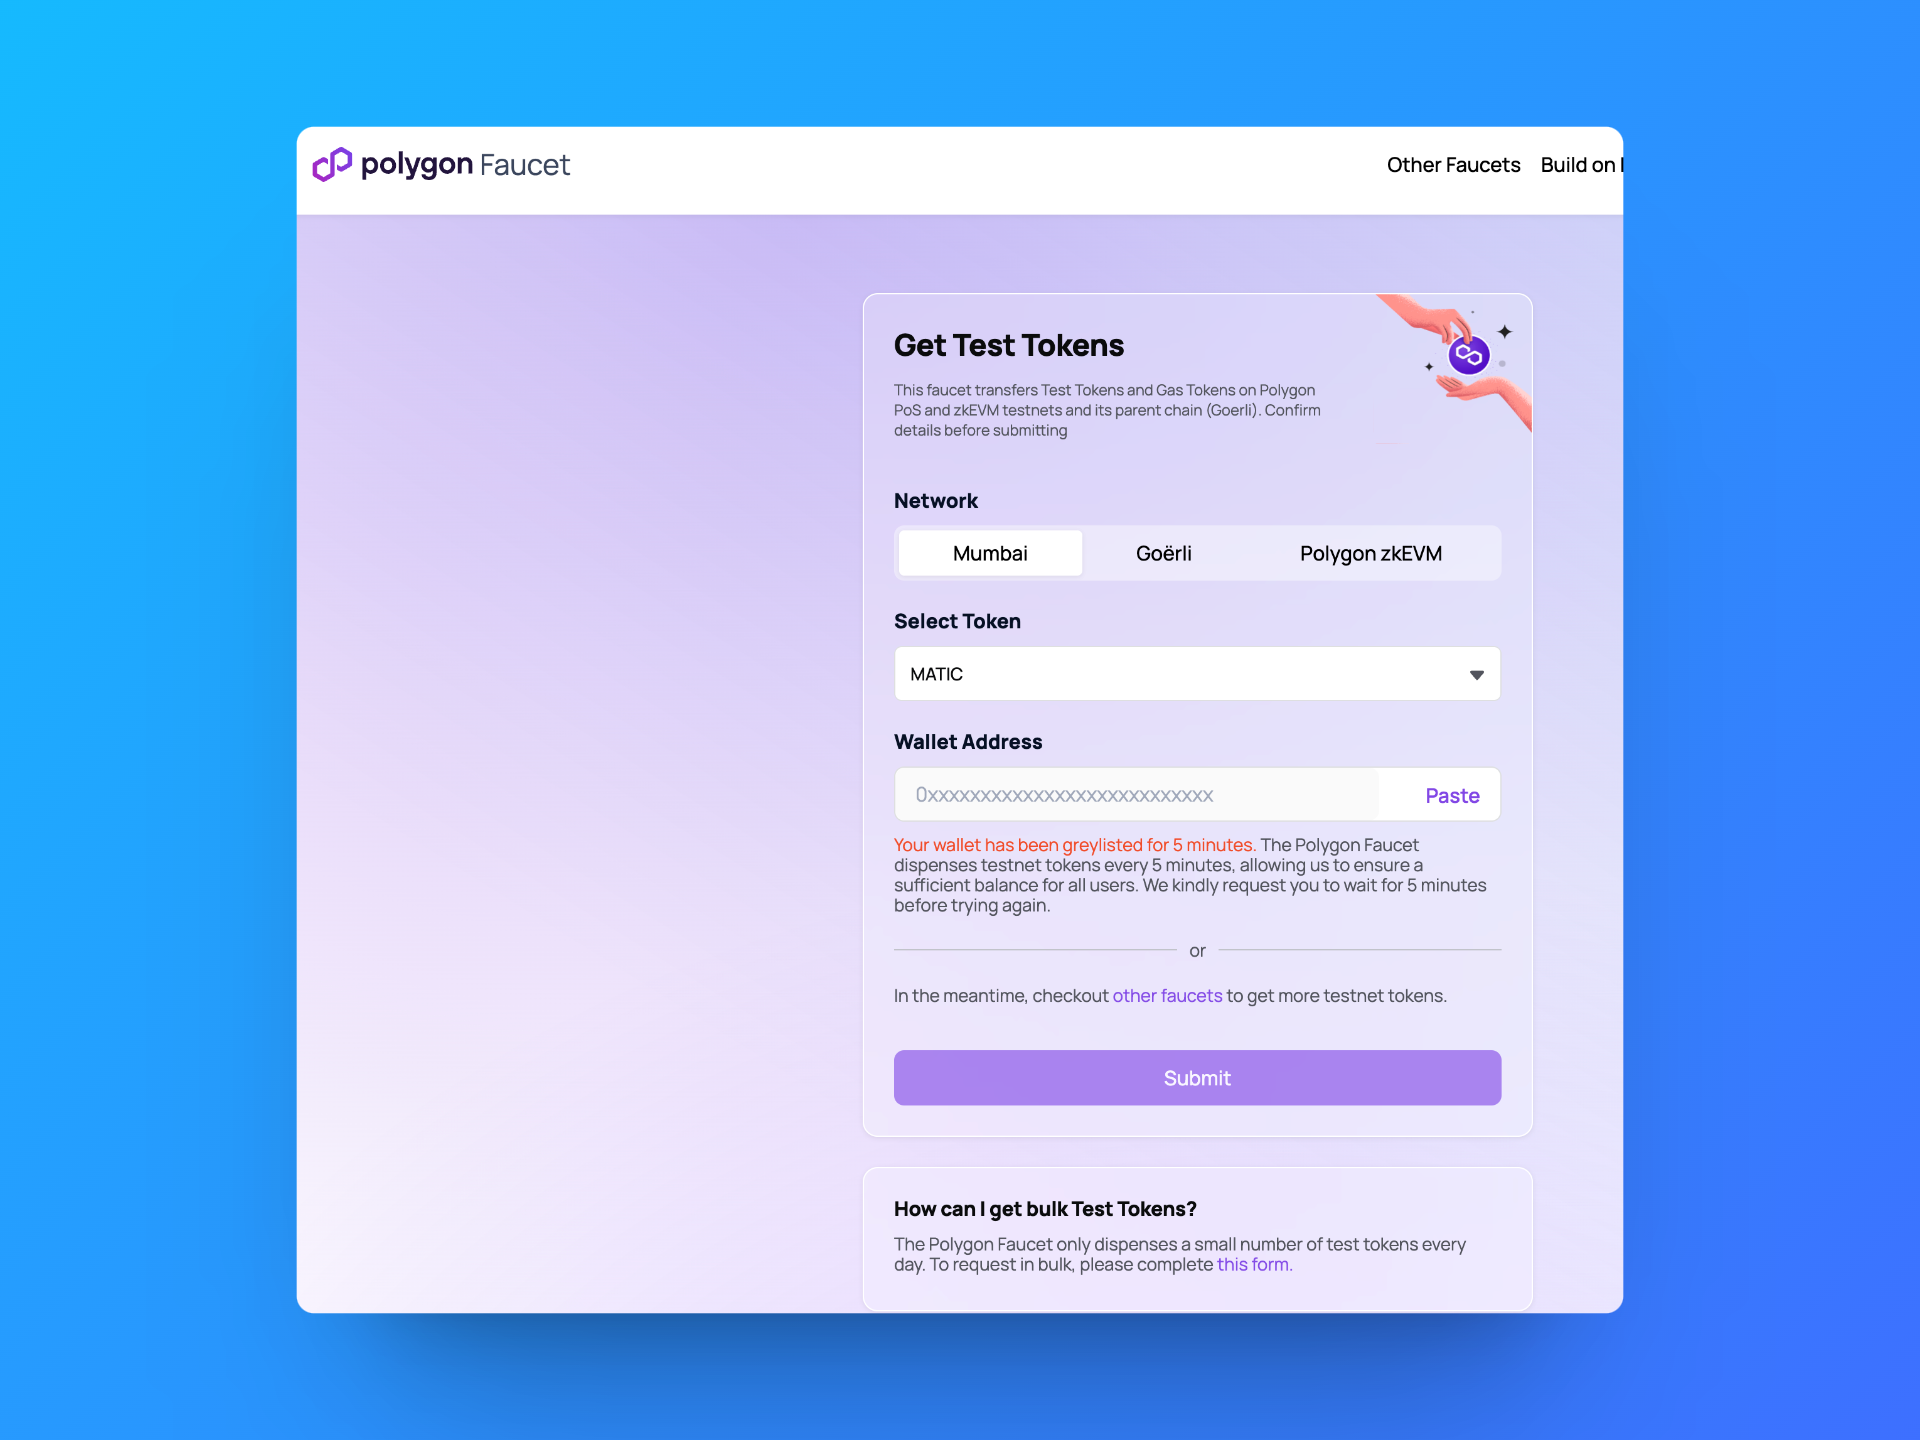 polygon Faucet
Other Faucets Build on
Get Test Tokens
This faucet transfers Test Tokens and Gas Tokens on Polygon
PoS and zkEVM testnets and its parent chain (Goerli). Confirm
details before submitting
Network
Mumbai Goërli Polygon zkEVM
Select Token
MATIC
Wallet Address
0xxxxxxxxxxxxxxxxxxxxxxxxxxx
Paste
Your wallet has been greylisted for 5 minutes. The Polygon Faucet
dispenses testnet tokens every 5 minutes, allowing us to ensure a
sufficient balance for all users. We kindly request you to wait for 5 minutes
before trying again.
or
In the meantime, checkout other faucets to get more testnet tokens.
Submit
How can I get bulk Test Tokens?
The Polygon Faucet only dispenses a small number of test tokens every
day. To request in bulk, please complete this form.